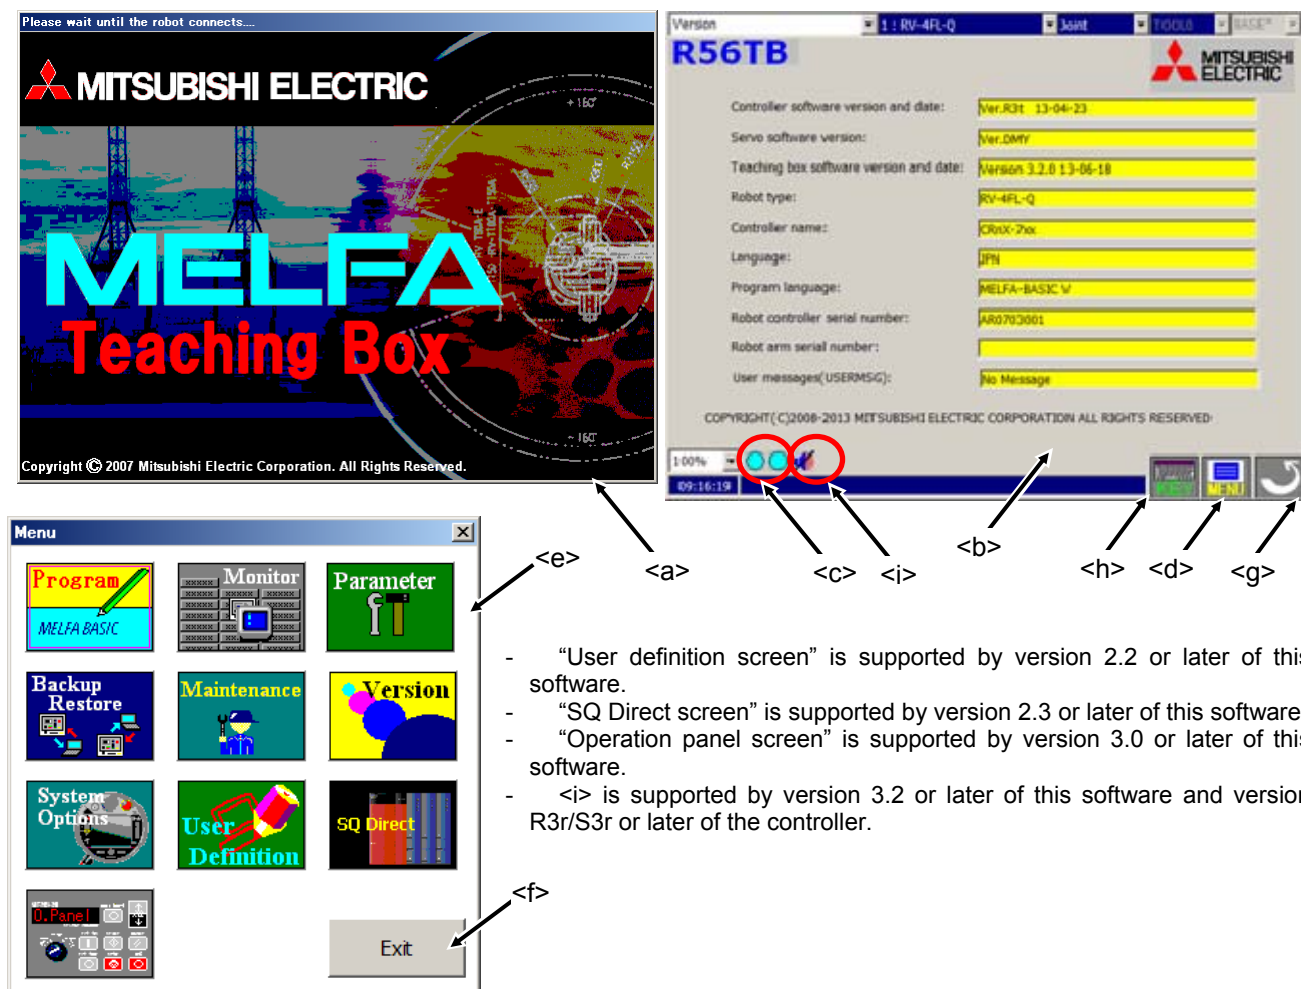 Please wait until the robot connects....
MITSUBISHI ELECTRIC
MELFA
Teaching Box
Copyright © 2007 Mitsubishi Electric Corporation. All Rights Reserved.
Version
1 : RV-4FL-Q
Joint
TOOL0
BASE*
R56TB
MITSUBISHI
ELECTRIC
Controller software version and date:
Ver.R3t 13-04-23
Servo software version:
Ver.DMY
Teaching box software version and date:
Version 3.2.0 13-06-18
Robot type:
RV-4FL-Q
Controller name:
CRnX-7xx
Language:
JPN
Program language:
MELFA-BASIC V
Robot controller serial number:
AR0703001
Robot arm serial number:
User messages(USERMSG):
No Message
COPYRIGHT(C)2008-2013 MITSUBISHI ELECTRIC CORPORATION ALL RIGHTS RESERVED
100%
09:16:19
KEY
MENU
<a>
<c>
<i>
<b>
<h>
<d>
<g>
Menu
<e>
Program
MELFA BASIC
Monitor
Parameter
Backup
Restore
Maintenance
Version
System
Options
User
Definition
SQ Direct
O.Panel
Exit
<f>
- “User definition screen” is supported by version 2.2 or later of this
software.
- “SQ Direct screen” is supported by version 2.3 or later of this software
- “Operation panel screen” is supported by version 3.0 or later of this
software.
- <i> is supported by version 3.2 or later of this software and version
R3r/S3r or later of the controller.